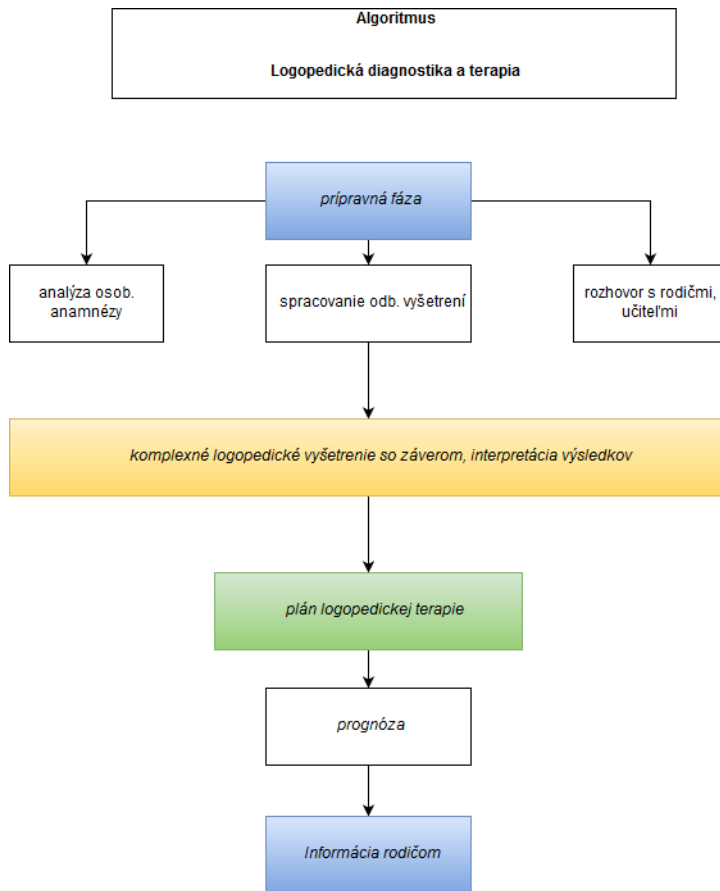 Algoritmus
Logopedická diagnostika a terapia
prípravná fáza
analýza osob.
anamnézy
spracovanie odb. vyšetrení
rozhovor s rodičmi,
učiteľmi
komplexné logopedické vyšetrenie so záverom, interpretácia výsledkov
plán logopedickej terapie
prognóza
Informácia rodičom